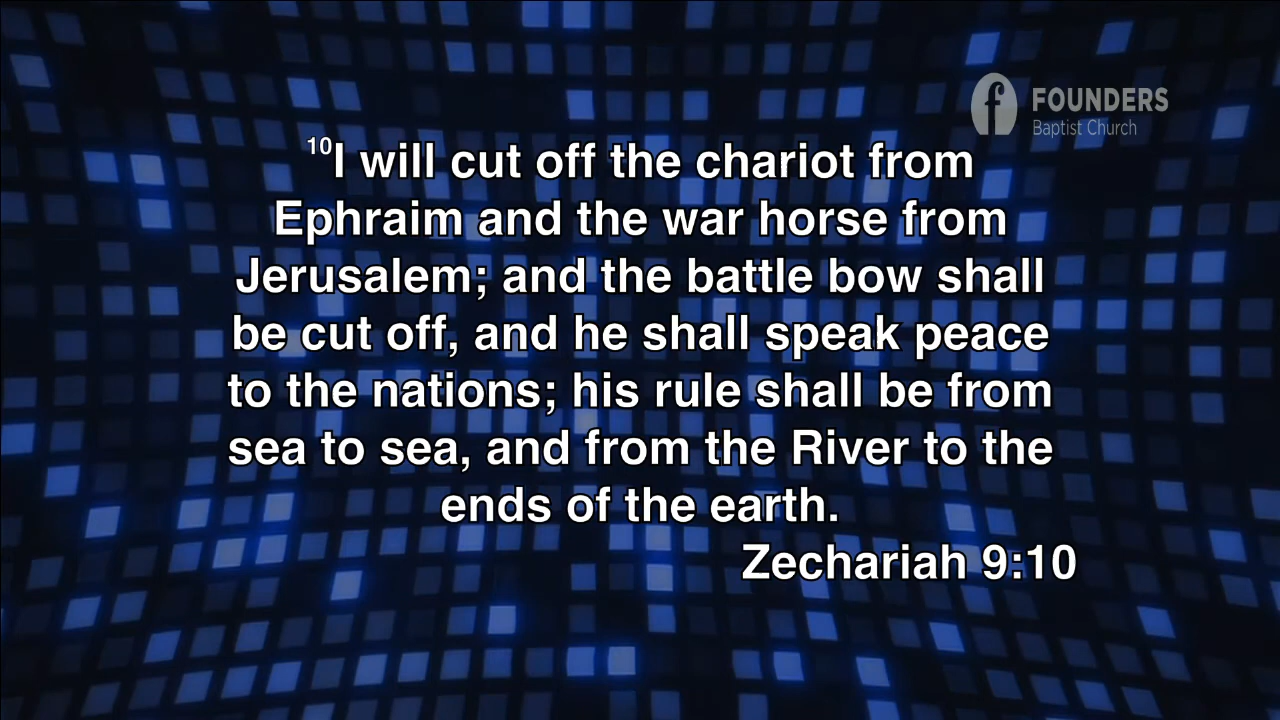 FOUNDERS
Baptist Church
10I will cut off the chariot from
Ephraim and the war horse from
Jerusalem; and the battle bow shall
be cut off, and he shall speak peace
to the nations; his rule shall be from
sea to sea, and from the River to the
ends of the earth.
Zechariah 9:10